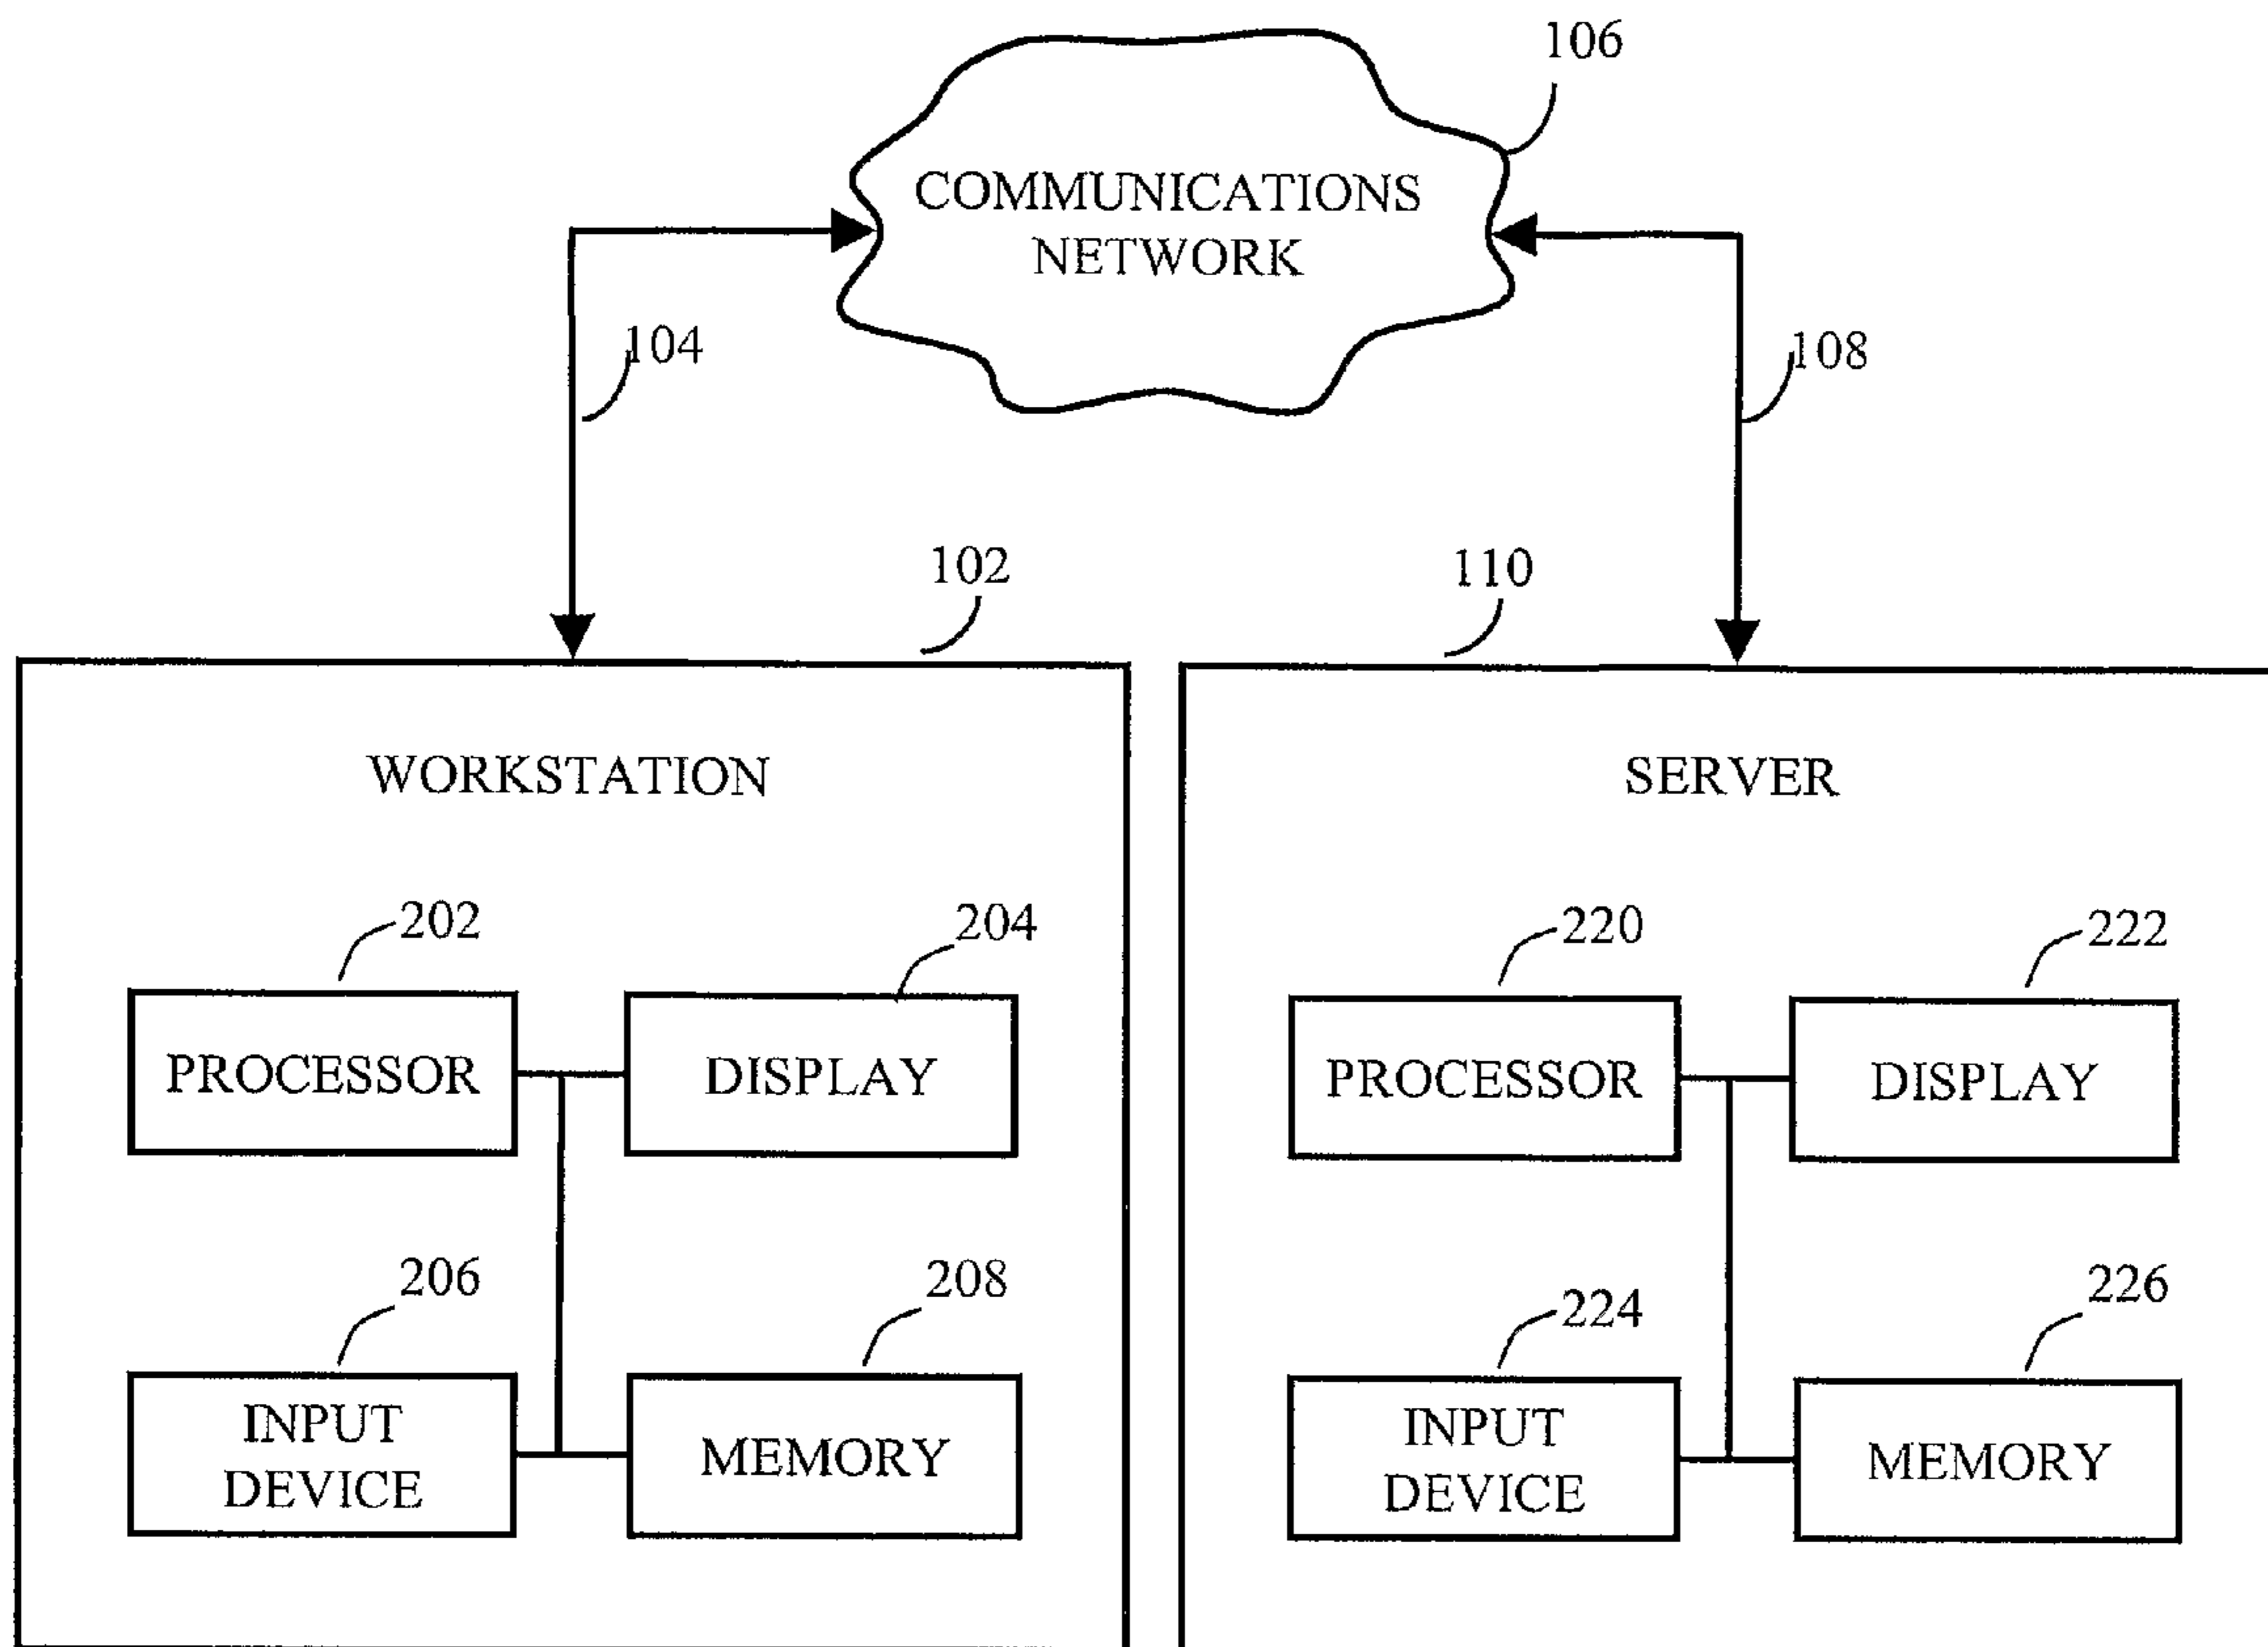 106
COMMUNICATIONS
NETWORK
104
108
102
110
WORKSTATION
SERVER
202
204
220
222
PROCESSOR
DISPLAY
PROCESSOR
DISPLAY
206
208
224
226
INPUT
DEVICE
MEMORY
INPUT
DEVICE
MEMORY